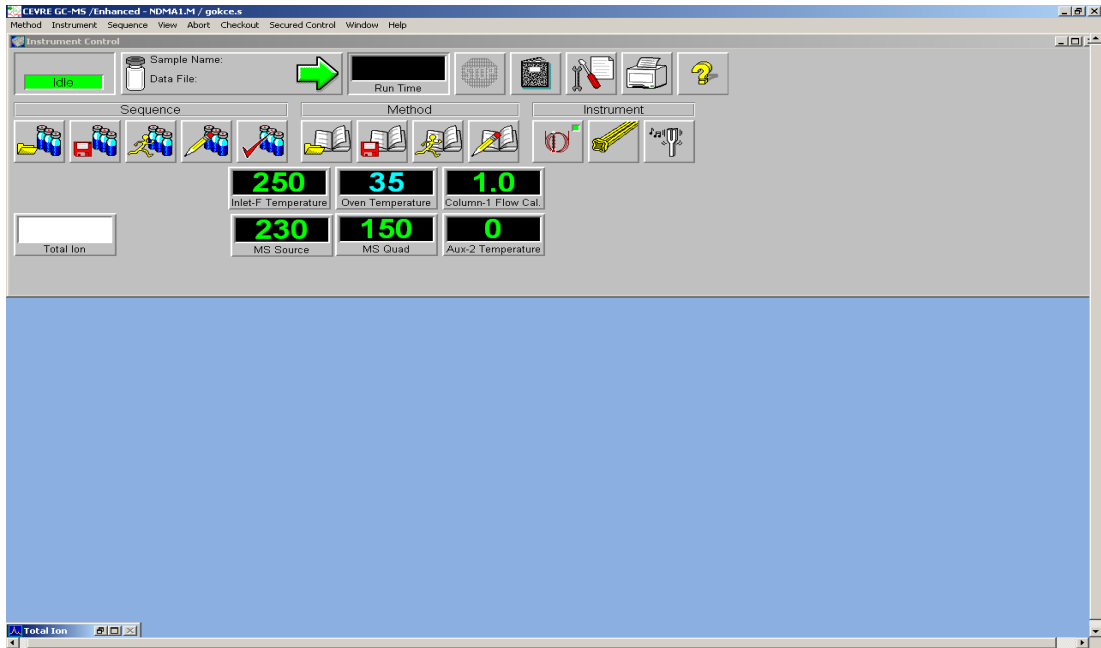 CEVRE GC-MS /Enhanced - NDMA1.M / gokce.s
Method Instrument Sequence View Abort Checkout Secured Control Window Help
Instrument Control
Idle
Sample Name:
Data File:
Run Time
STOP
Sequence Method Instrument
250 35 1.0
Inlet-F Temperature Oven Temperature Column-1 Flow Cal.
230 150 0
Total Ion MS Source MS Quad Aux-2 Temperature
Total Ion